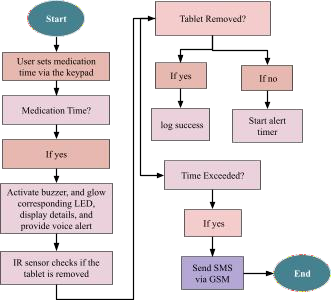 Start
User sets medication
time via the keypad
Medication Time?
If yes
Activate buzzer, and glow
corresponding LED,
display details, and
provide voice alert
IR sensor checks if the
tablet is removed
Tablet Removed?
If yes
If no
log success
Start alert
timer
Time Exceeded?
If yes
Send SMS
via GSM
End